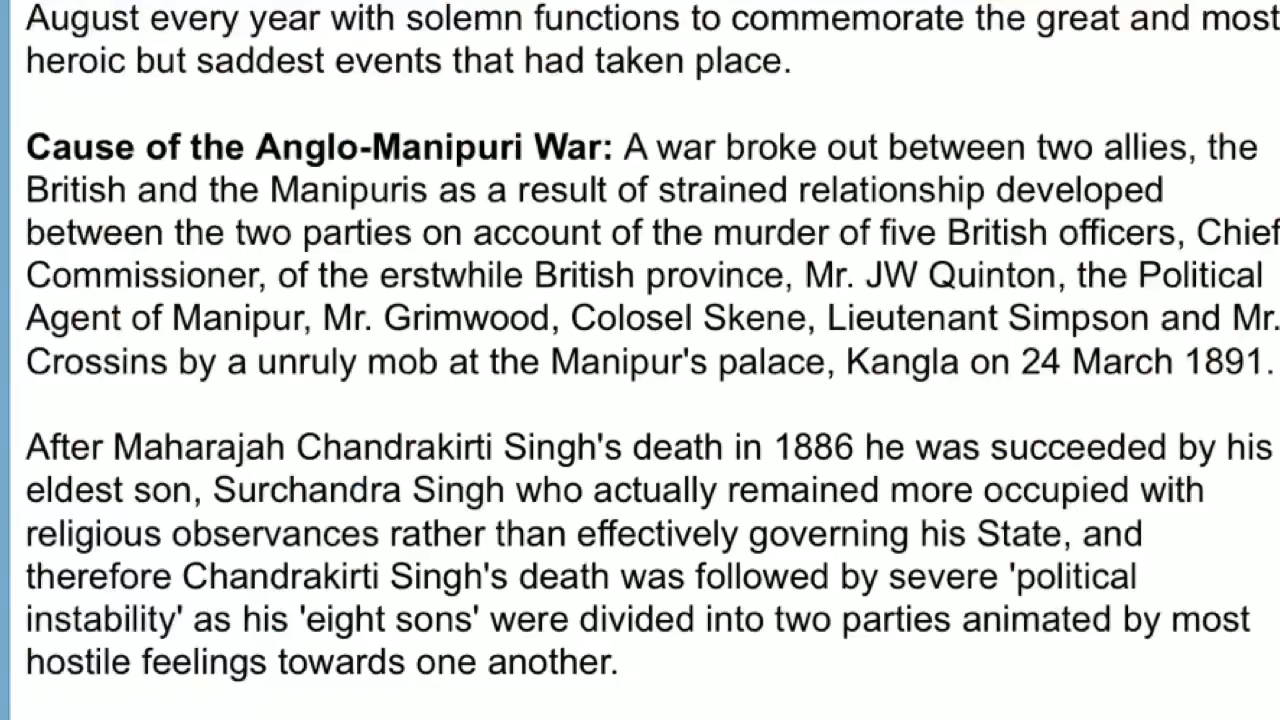 August every year with solemn functions to commemorate the great and most
heroic but saddest events that had taken place.
Cause of the Anglo-Manipuri War: A war broke out between two allies, the
British and the Manipuris as a result of strained relationship developed
between the two parties on account of the murder of five British officers, Chief
Commissioner, of the erstwhile British province, Mr. JW Quinton, the Political
Agent of Manipur, Mr. Grimwood, Colosel Skene, Lieutenant Simpson and Mr.
Crossins by a unruly mob at the Manipur's palace, Kangla on 24 March 1891.
After Maharajah Chandrakirti Singh's death in 1886 he was succeeded by his
eldest son, Surchandra Singh who actually remained more occupied with
religious observances rather than effectively governing his State, and
therefore Chandrakirti Singh's death was followed by severe 'political
instability' as his 'eight sons' were divided into two parties animated by most
hostile feelings towards one another.